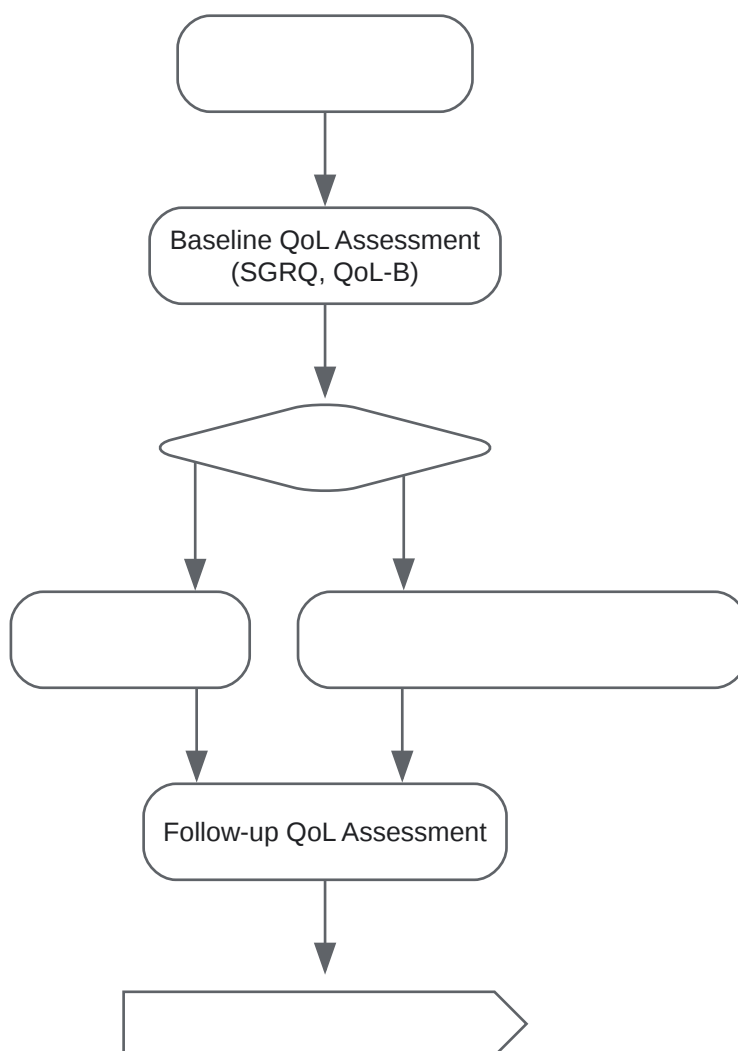 Baseline QoL Assessment
(SGRQ, QoL-B)
Follow-up QoL Assessment